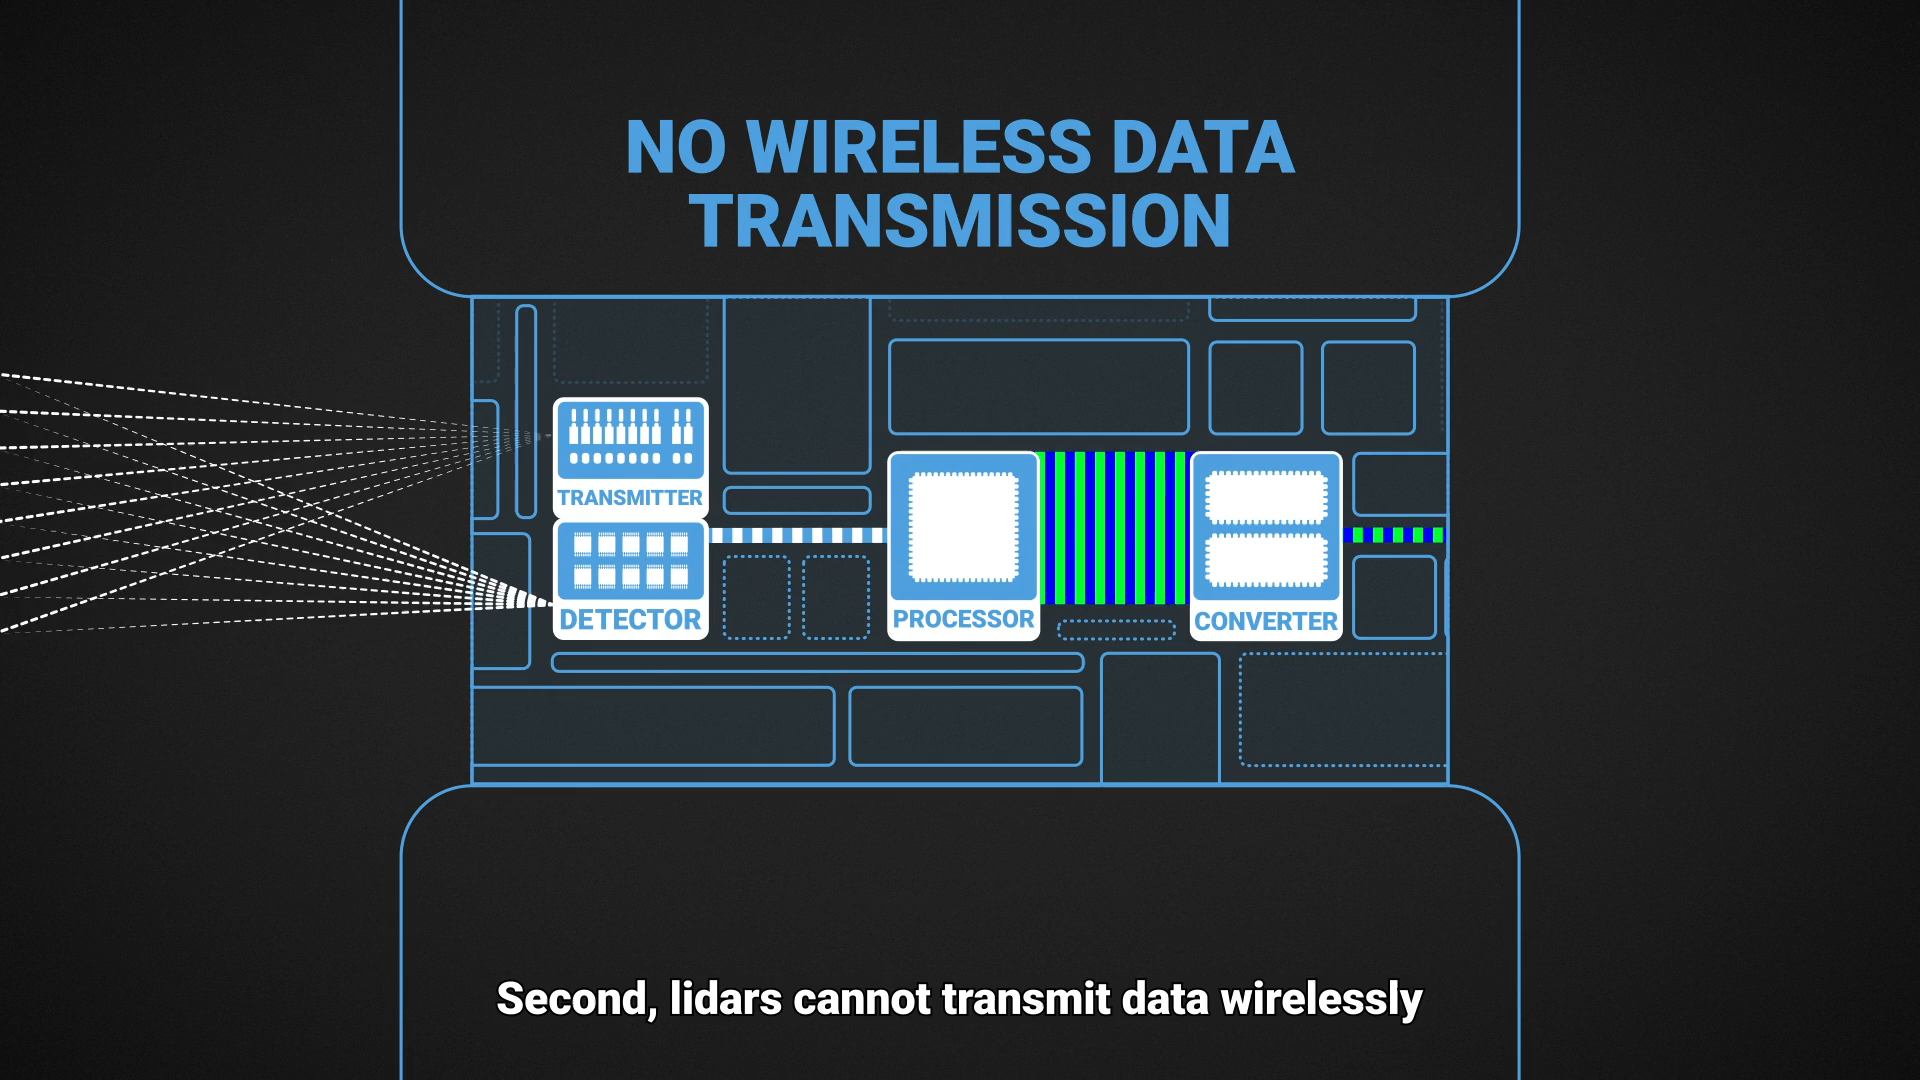 NO WIRELESS DATA
TRANSMISSION
TRANSMITTER
DETECTOR
PROCESSOR
CONVERTER
Second, lidars cannot transmit data wirelessly